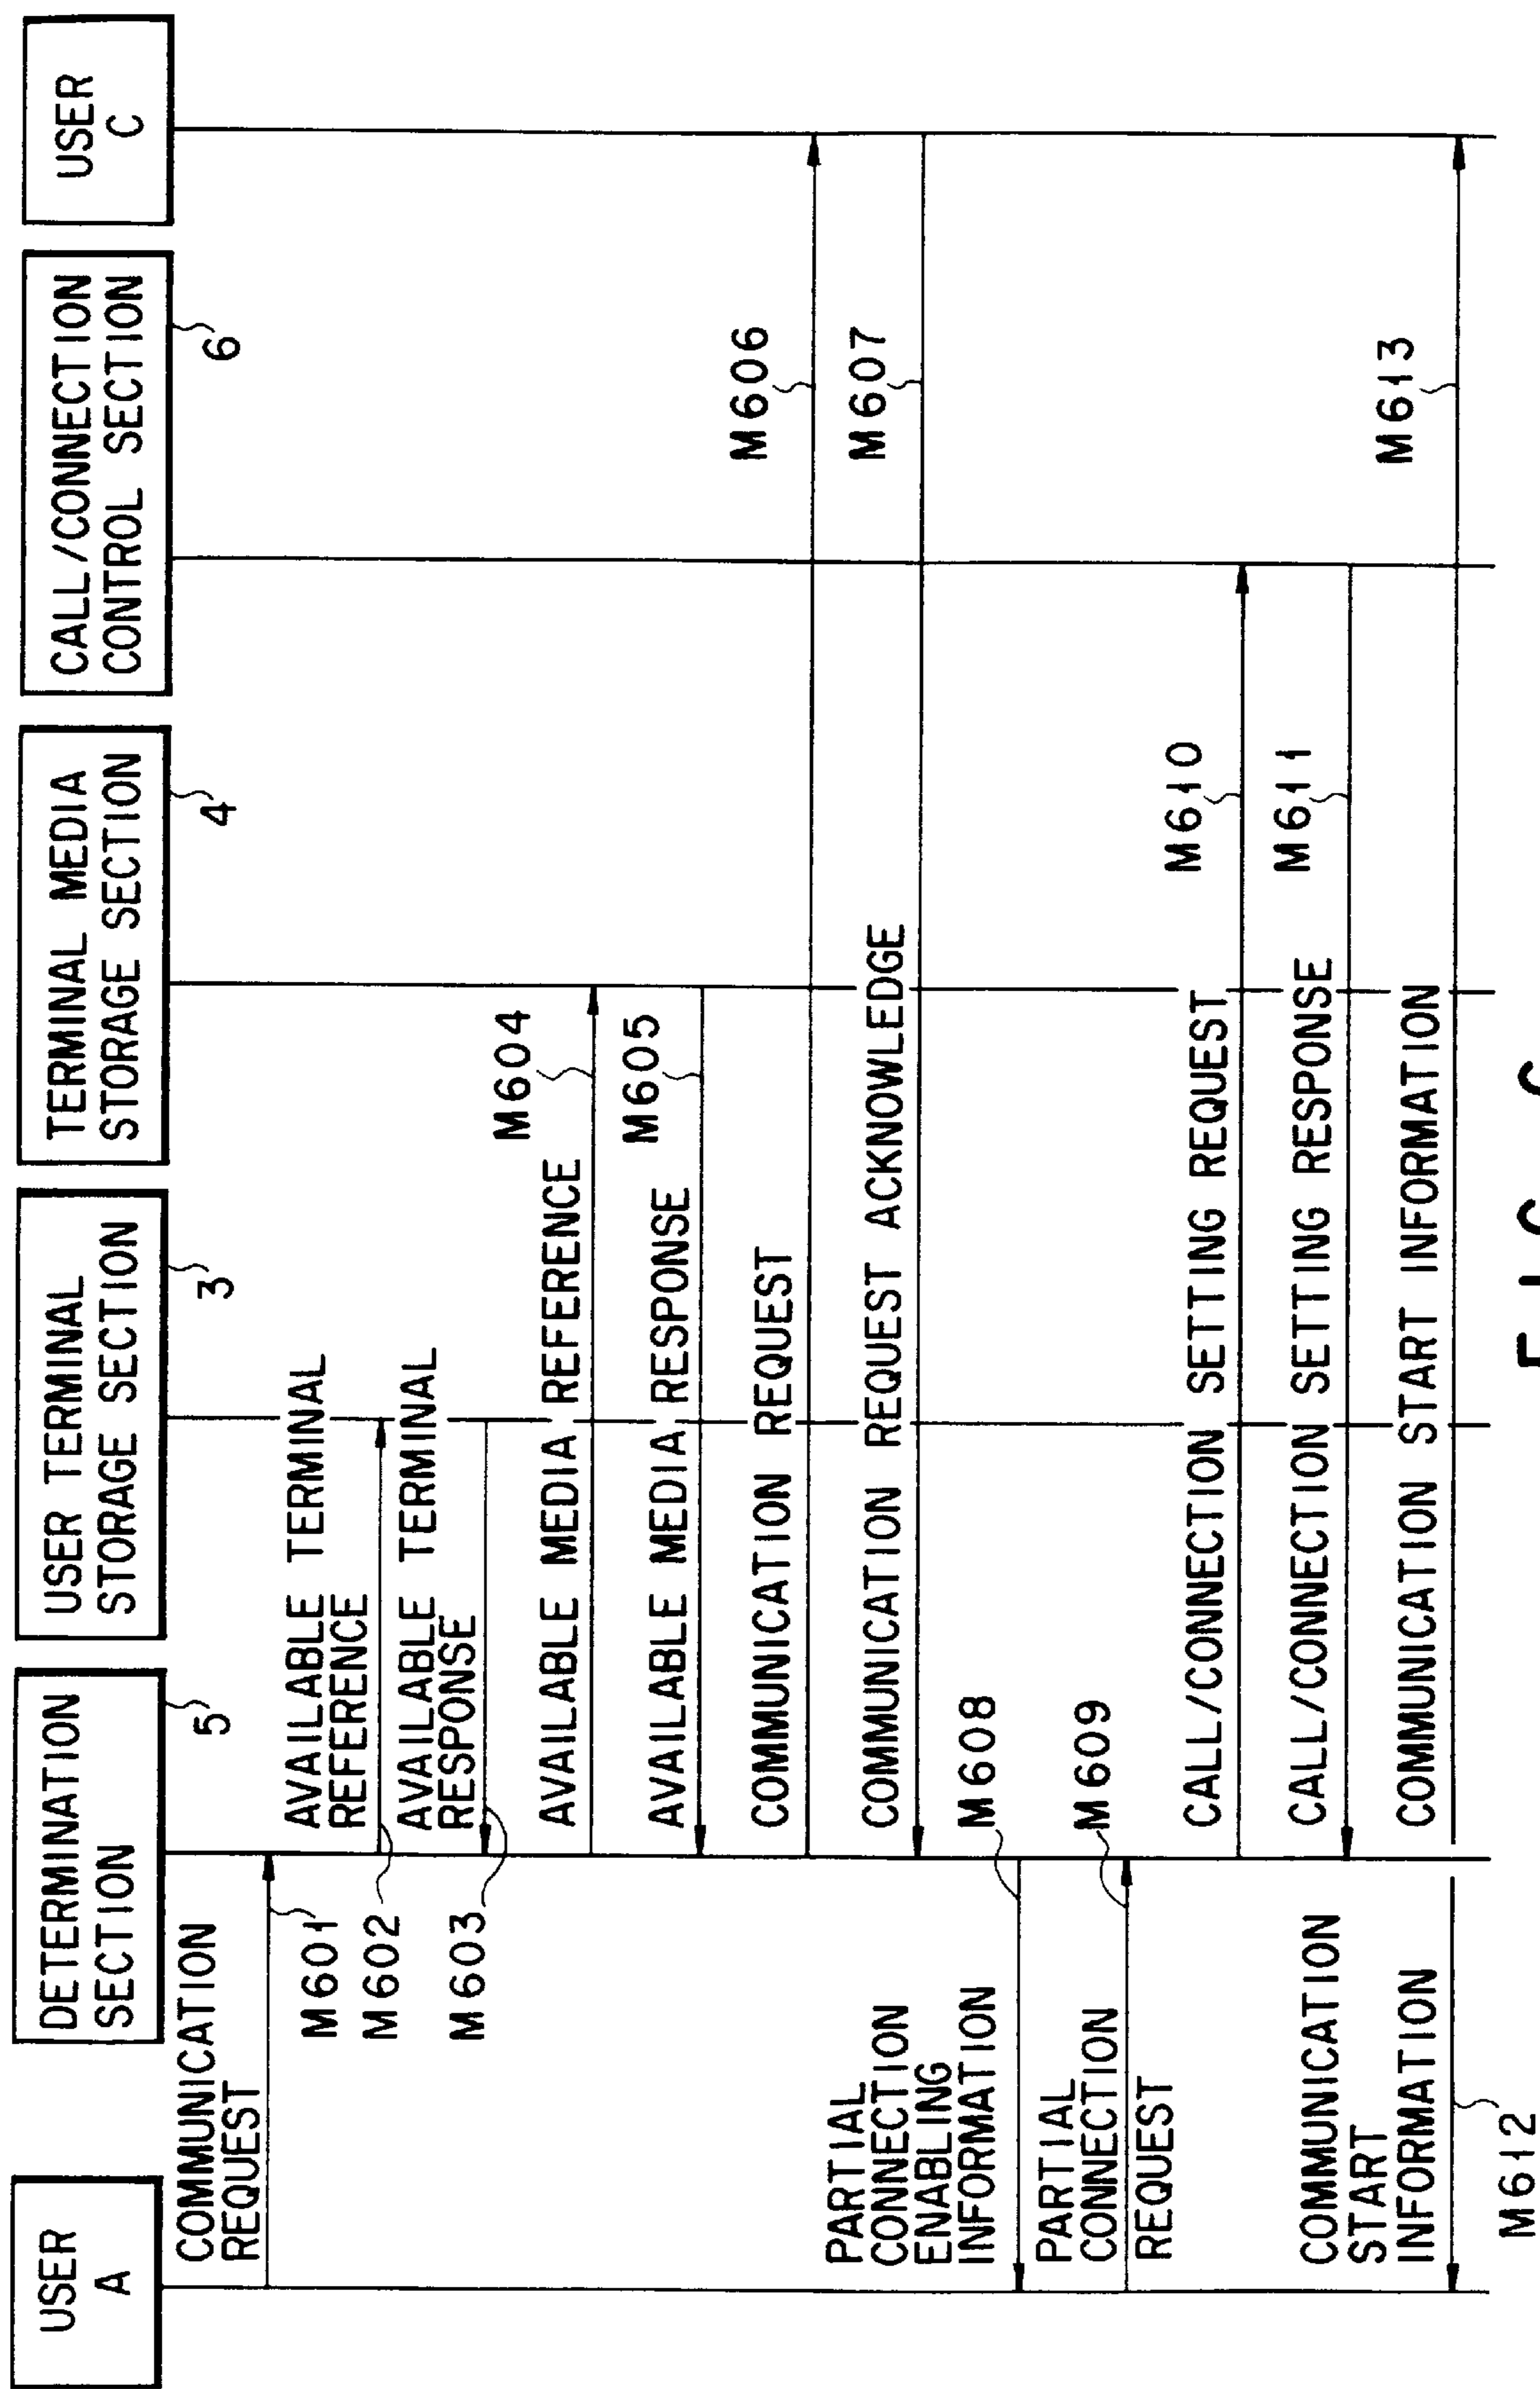 USER
A
DETERMINATION
SECTION
5
USER TERMINAL
STORAGE SECTION
3
TERMINAL MEDIA
STORAGE SECTION
4
CALL/CONNECTION
CONTROL SECTION
6
USER
C
COMMUNICATION
REQUEST
M601
AVAILABLE TERMINAL
REFERENCE
M602
AVAILABLE TERMINAL
RESPONSE
M603
AVAILABLE MEDIA REFERENCE
M604
AVAILABLE MEDIA RESPONSE
M605
COMMUNICATION REQUEST
M606
COMMUNICATION REQUEST ACKNOWLEDGE
M607
PARTIAL
CONNECTION
ENABLING
INFORMATION
M608
PARTIAL
CONNECTION
REQUEST
M609
CALL/CONNECTION SETTING REQUEST
M610
CALL/CONNECTION SETTING RESPONSE
M611
COMMUNICATION
START
INFORMATION
M612
COMMUNICATION START INFORMATION
M613